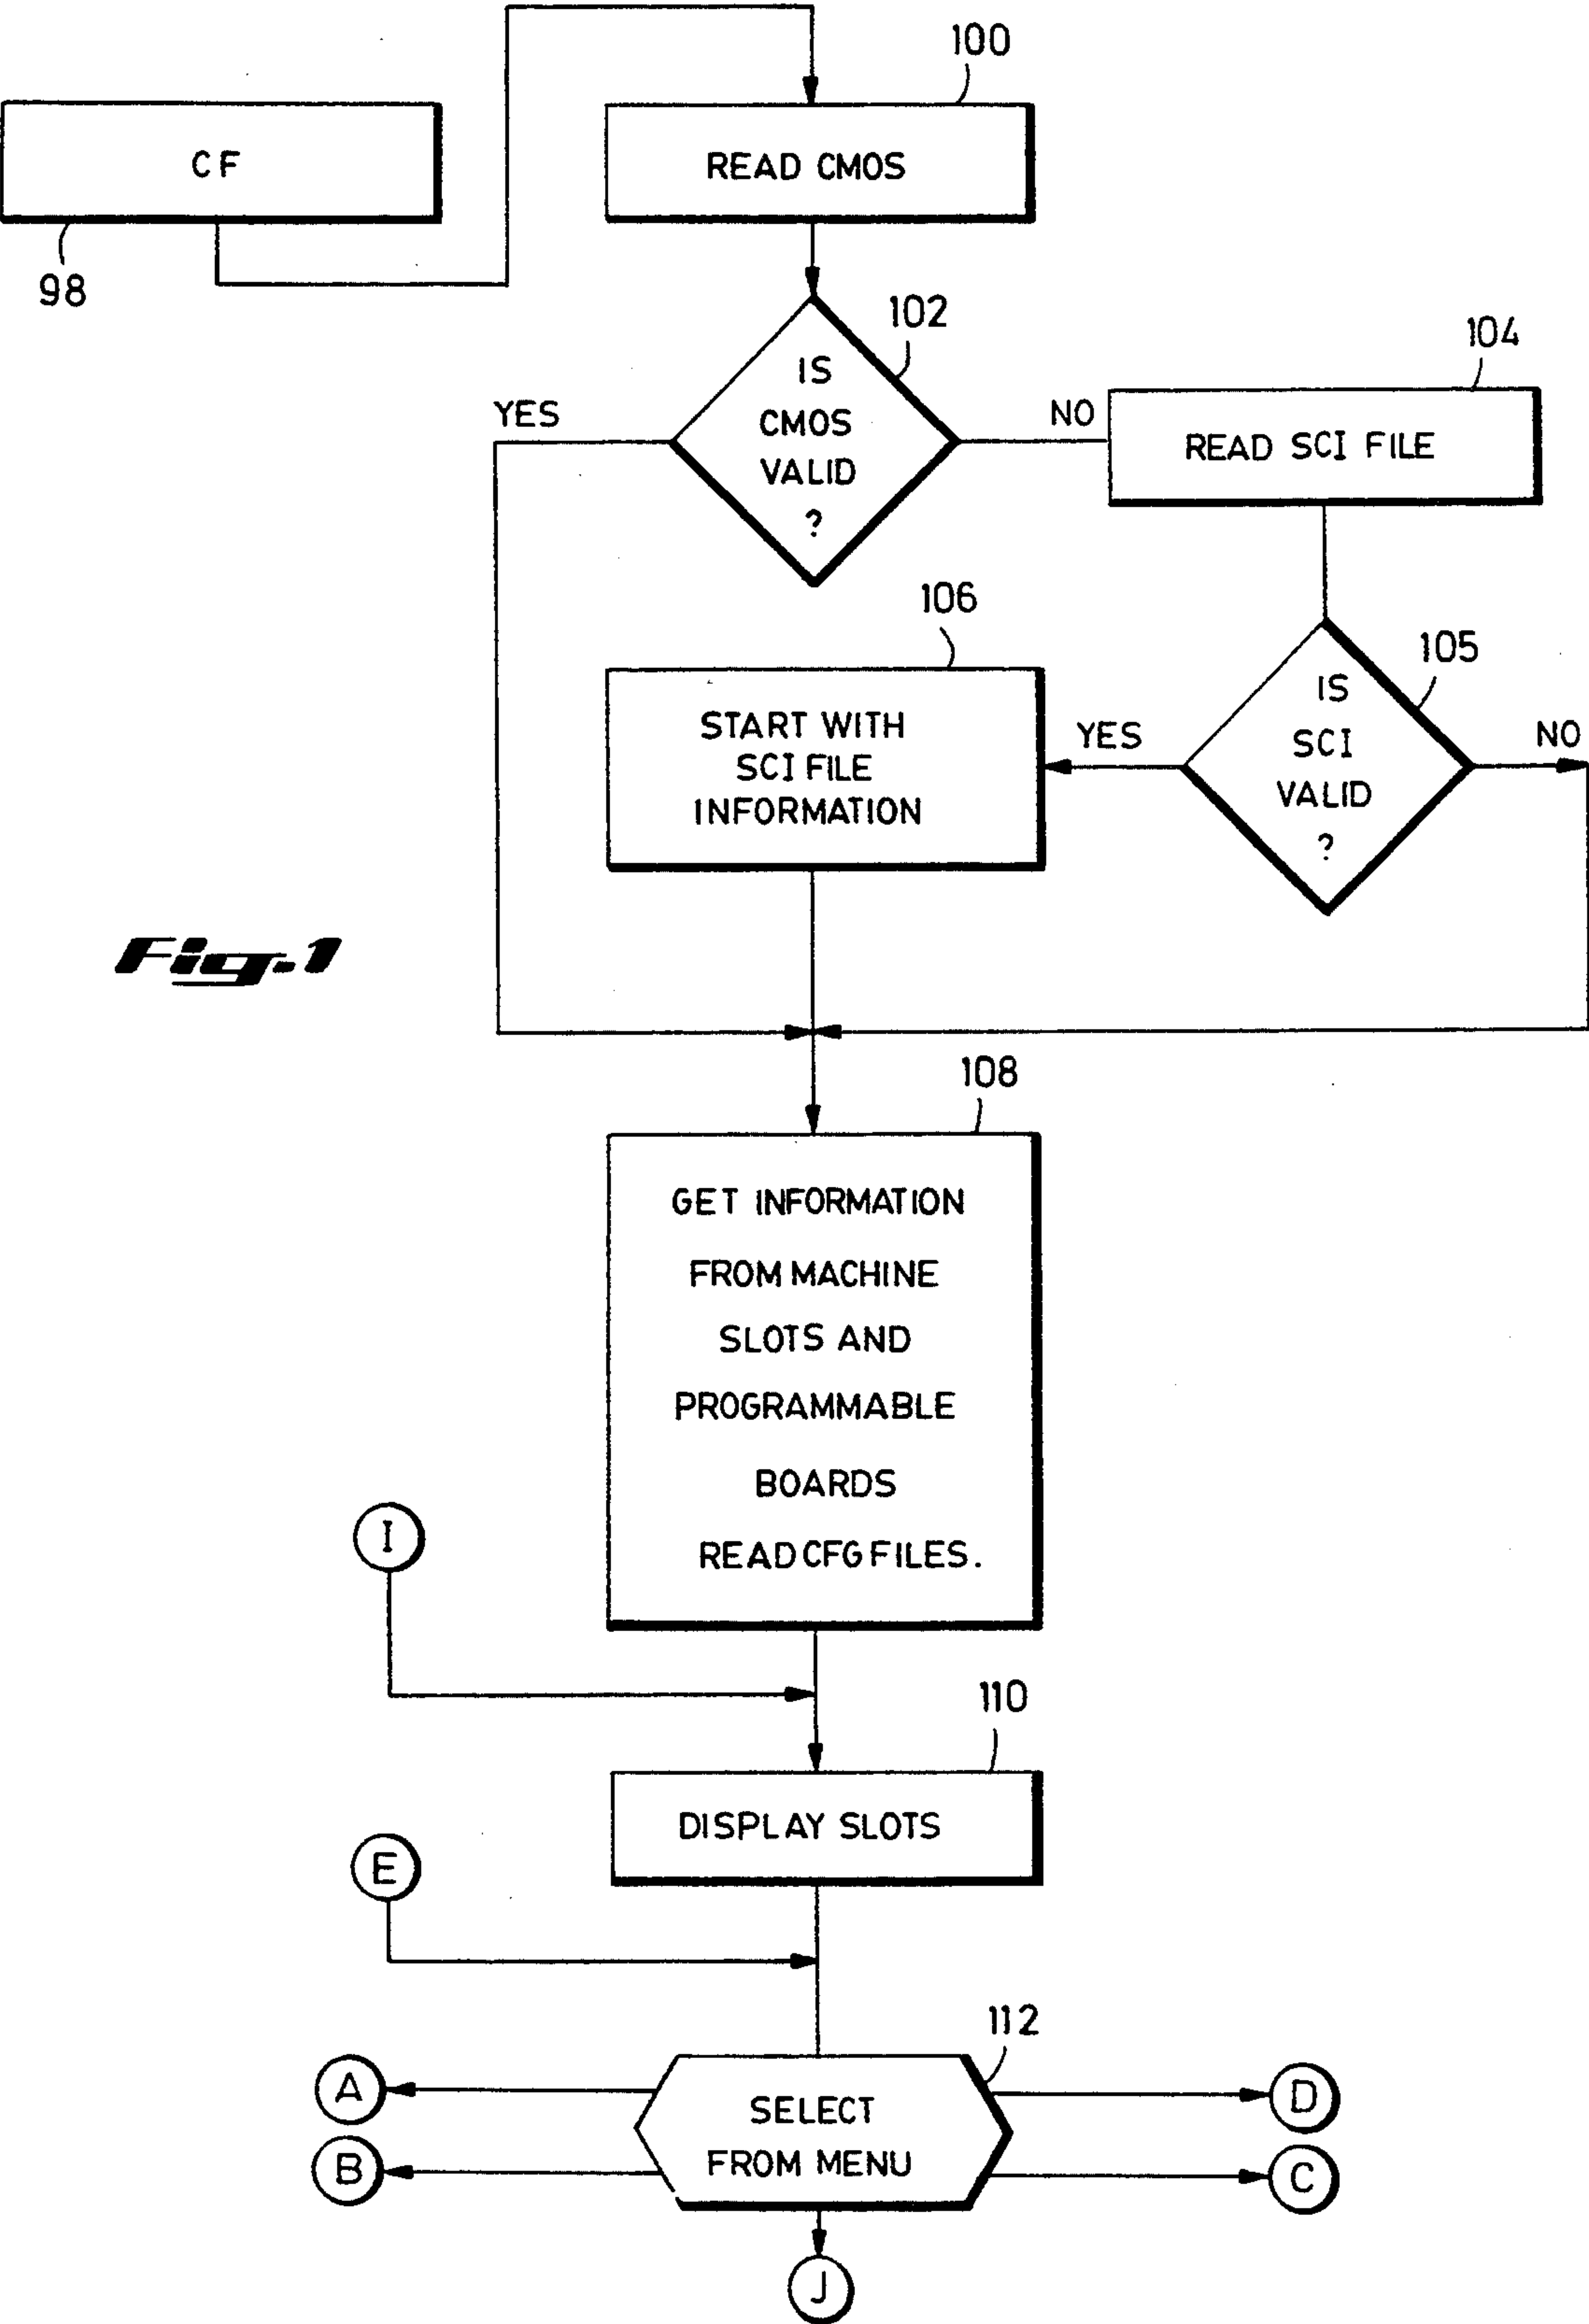 100
CF
READ CMOS
98
102
104
IS
CMOS
VALID
?
YES
NO
READ SCI FILE
106
105
START WITH
SCI FILE
INFORMATION
YES
IS
SCI
VALID
?
NO
Fig.1
108
GET INFORMATION
FROM MACHINE
SLOTS AND
PROGRAMMABLE
BOARDS
READ CFG FILES.
I
110
DISPLAY SLOTS
E
112
A
SELECT
FROM MENU
D
B
C
J